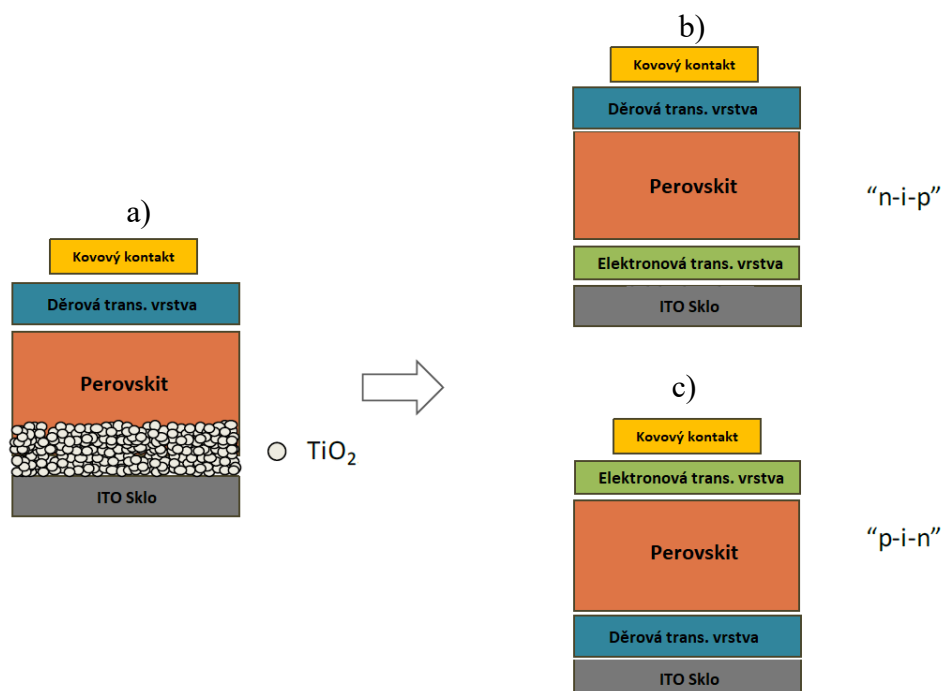 a)
Kovový kontakt
Děrová trans. vrstva
Perovskit
ITO Sklo
TiO₂
b)
Kovový kontakt
Děrová trans. vrstva
Perovskit
Elektronová trans. vrstva
ITO Sklo
“n-i-p”
c)
Kovový kontakt
Elektronová trans. vrstva
Perovskit
Děrová trans. vrstva
ITO Sklo
“p-i-n”